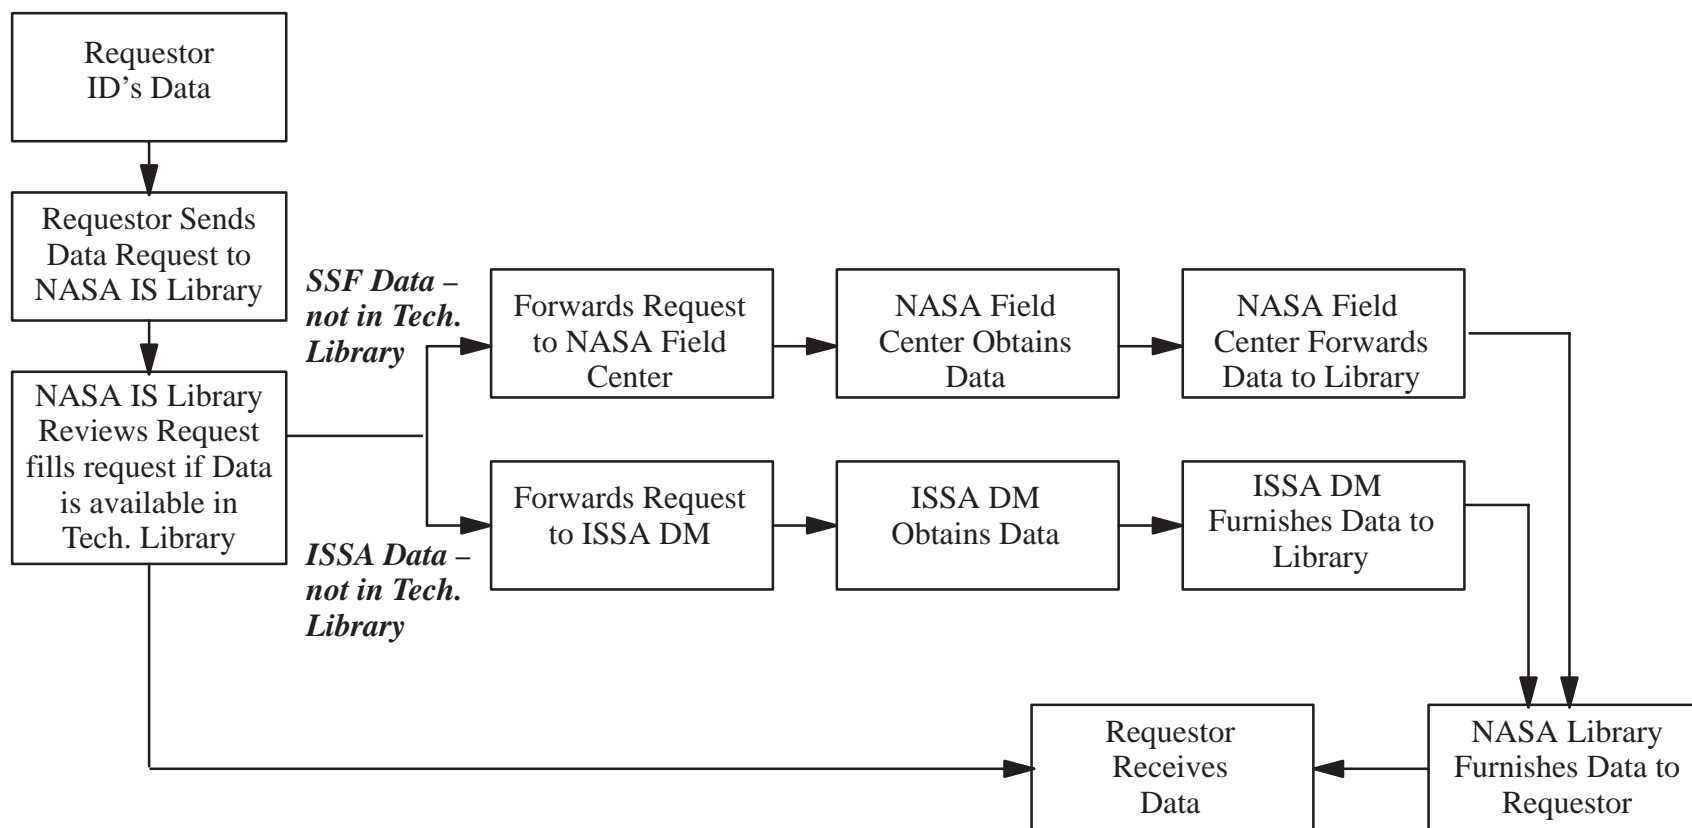 Requestor
ID’s Data
Requestor Sends
Data Request to
NASA IS Library
NASA IS Library
Reviews Request
fills request if Data
is available in
Tech. Library
SSF Data –
not in Tech.
Library
Forwards Request
to NASA Field
Center
NASA Field
Center Obtains
Data
NASA Field
Center Forwards
Data to Library
ISSA Data –
not in Tech.
Library
Forwards Request
to ISSA DM
ISSA DM
Obtains Data
ISSA DM
Furnishes Data to
Library
Requestor
Receives
Data
NASA Library
Furnishes Data to
Requestor